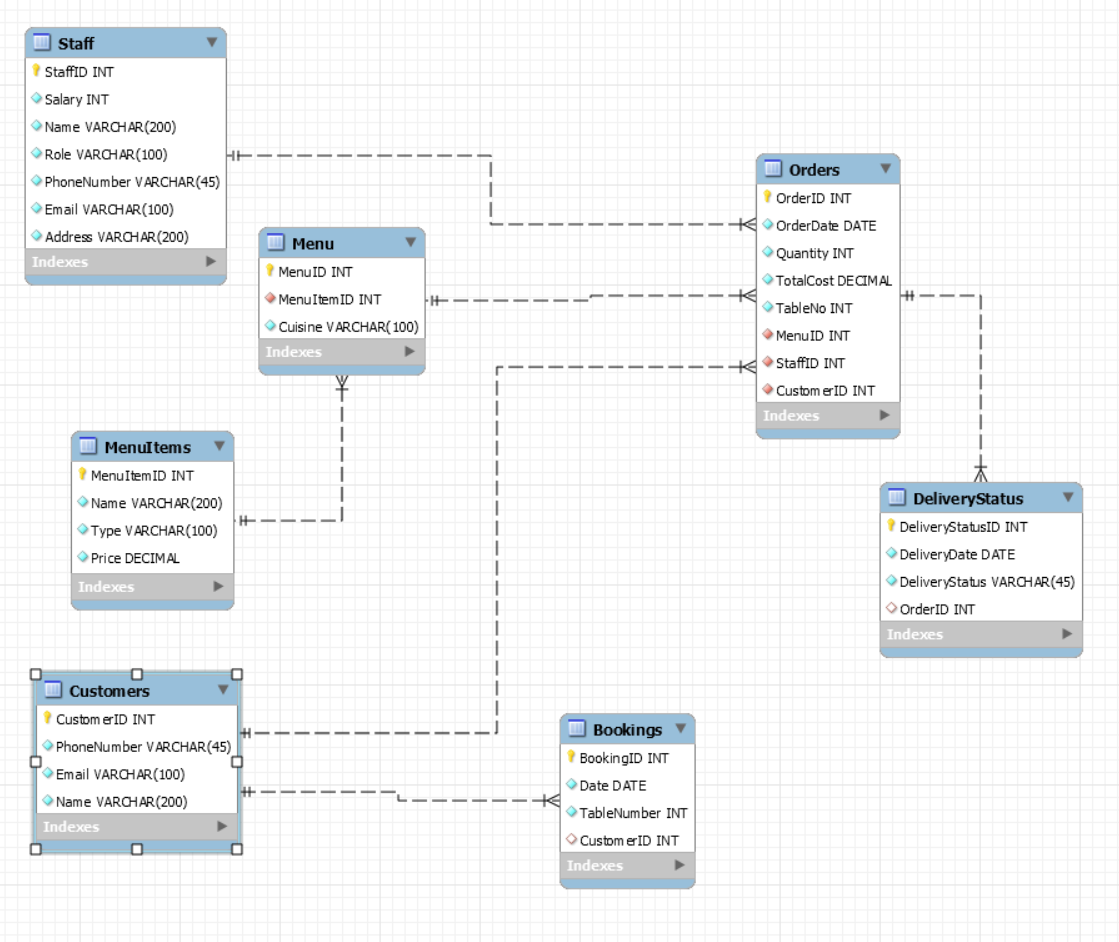 Staff
StaffID INT
Salary INT
Name VARCHAR(200)
Role VARCHAR(100)
PhoneNumber VARCHAR(45)
Email VARCHAR(100)
Address VARCHAR(200)
Indexes
Menu
MenuID INT
MenuItemID INT
Cuisine VARCHAR(100)
Indexes
Orders
OrderID INT
OrderDate DATE
Quantity INT
TotalCost DECIMAL
TableNo INT
MenuID INT
StaffID INT
CustomerID INT
Indexes
MenuItems
MenuItemID INT
Name VARCHAR(200)
Type VARCHAR(100)
Price DECIMAL
Indexes
DeliveryStatus
DeliveryStatusID INT
DeliveryDate DATE
DeliveryStatus VARCHAR(45)
OrderID INT
Indexes
Customers
CustomerID INT
PhoneNumber VARCHAR(45)
Email VARCHAR(100)
Name VARCHAR(200)
Indexes
Bookings
BookingID INT
Date DATE
TableNumber INT
CustomerID INT
Indexes